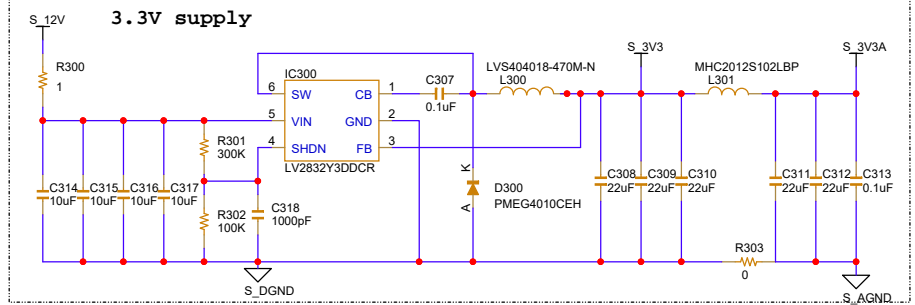 3.3V supply
S_12V
S_3V3
S_3V3A
R300
1
IC300
6
SW
CB
1
5
VIN
GND
2
4
SHDN
FB
3
LV2832Y3DDCR
C307
0.1uF
LVS404018-470M-N
L300
MHC2012S102LBP
L301
R301
300K
R302
100K
C318
1000pF
K
A
D300
PMEG4010CEH
C314
10uF
C315
10uF
C316
10uF
C317
10uF
C308
22uF
C309
22uF
C310
22uF
C311
22uF
C312
22uF
C313
0.1uF
R303
0
S_DGND
S_AGND